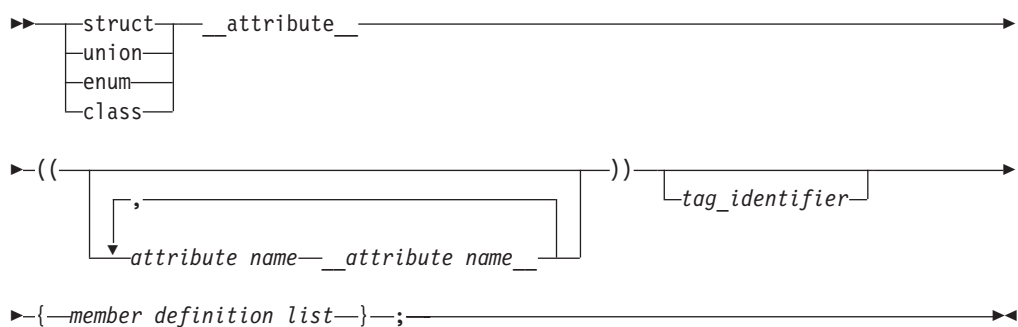 struct __attribute__
union
enum
class
(( )) tag_identifier
,
attribute name __attribute name__
{ member definition list } ;